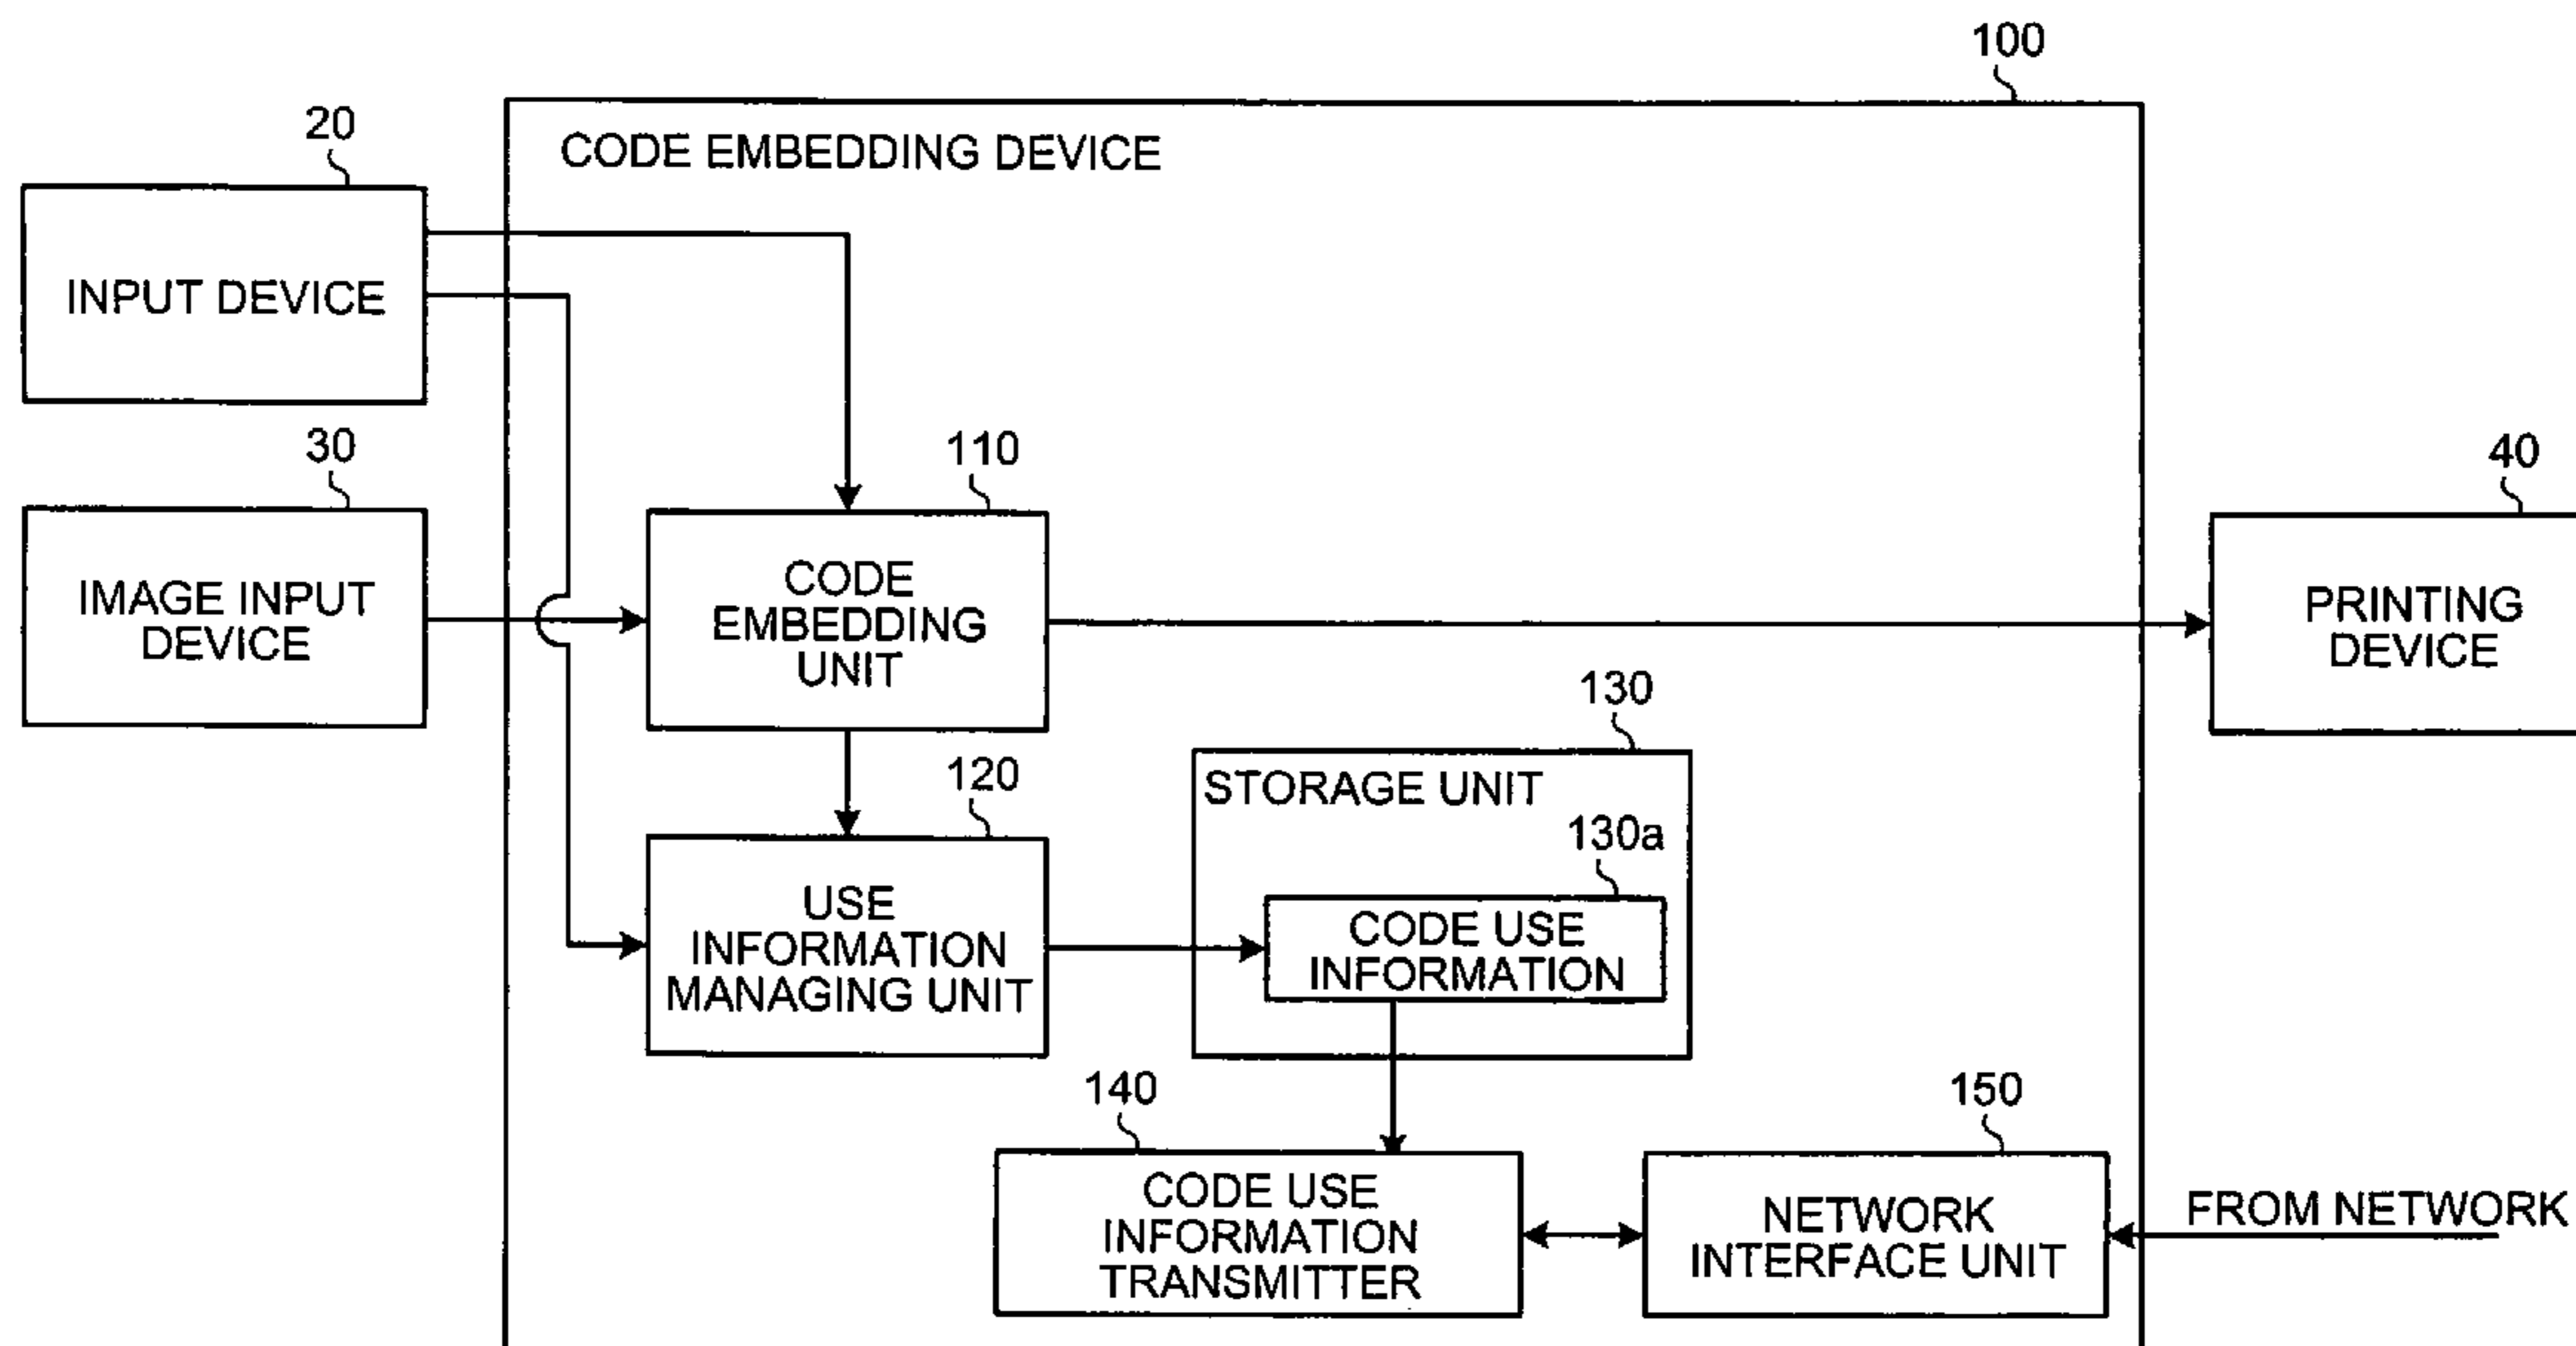 100
20
CODE EMBEDDING DEVICE
INPUT DEVICE
30
110
40
IMAGE INPUT
DEVICE
CODE
EMBEDDING
UNIT
PRINTING
DEVICE
120
130
STORAGE UNIT
130a
USE
INFORMATION
MANAGING UNIT
CODE USE
INFORMATION
140
150
CODE USE
INFORMATION
TRANSMITTER
NETWORK
INTERFACE UNIT
FROM NETWORK